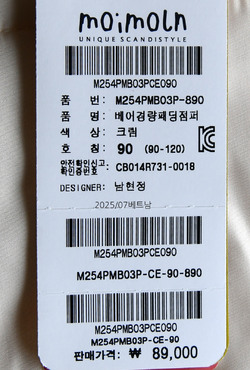 moimoln
UNIQUE SCANDISTYLE
M254PMB03PCE090
품 번: M254PMB03P-890
품 명: 베어경량패딩점퍼
색 상: 크림
호 칭: 90 (90-120)
안전확인신고
확인증번호 : CB014R731-0018
DESIGNER: 남현정
2025/07베트남
M254PMB03PCE090
M254PMB03P-CE-90-890
M254PMB03PCE090
M254PMB03P-CE-90
판매가격: ₩ 89,000